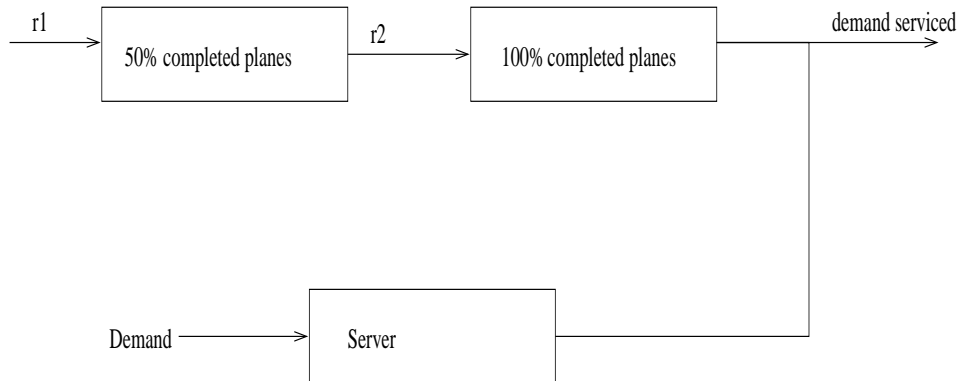 r1
50% completed planes
r2
100% completed planes
demand serviced
Demand
Server